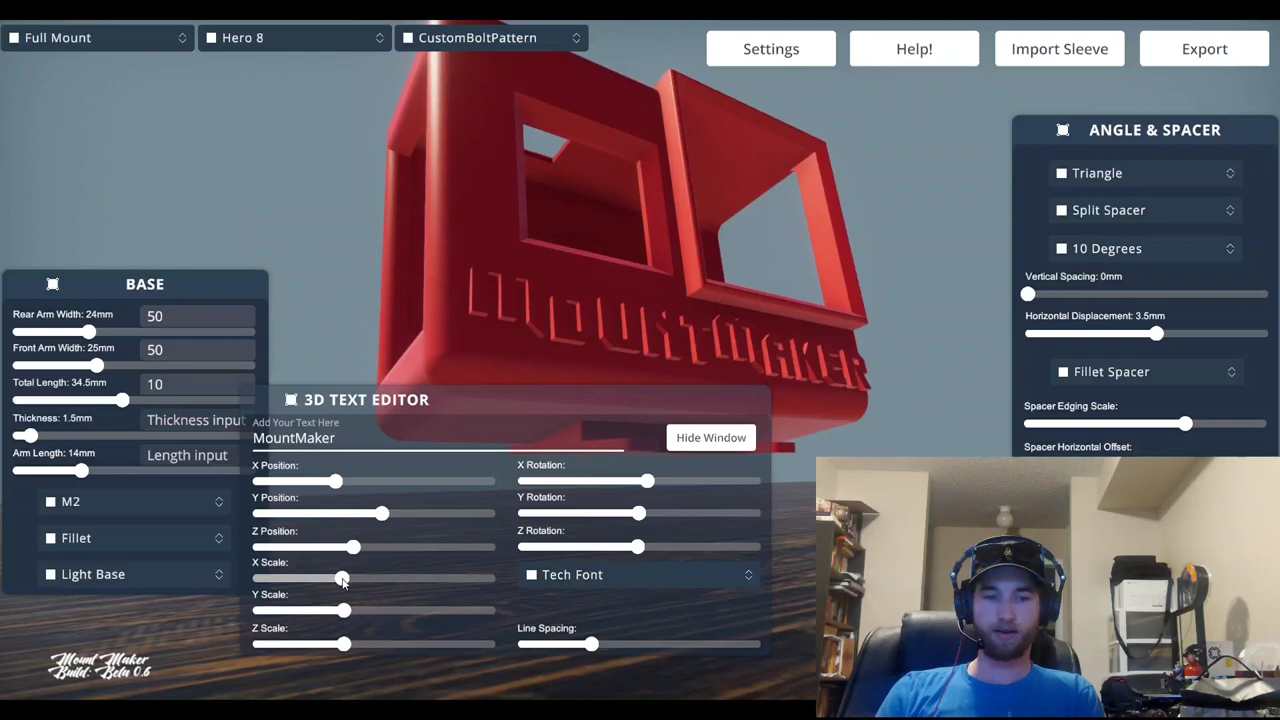 Full Mount
Hero 8
CustomBoltPattern
Settings
Help!
Import Sleeve
Export
ANGLE & SPACER
Triangle
Split Spacer
10 Degrees
Vertical Spacing: 0mm
Horizontal Displacement: 3.5mm
Fillet Spacer
Spacer Edging Scale:
Spacer Horizontal Offset:
BASE
Rear Arm Width: 24mm
50
Front Arm Width: 25mm
50
Total Length: 34.5mm
10
Thickness: 1.5mm
Thickness input
Arm Length: 14mm
Length input
M2
Fillet
Light Base
MountMaker
3D TEXT EDITOR
Add Your Text Here
MountMaker
Hide Window
X Position:
Y Position:
Z Position:
X Scale:
Y Scale:
Z Scale:
X Rotation:
Y Rotation:
Z Rotation:
Tech Font
Line Spacing:
Mount Maker
Build: Beta 0.6